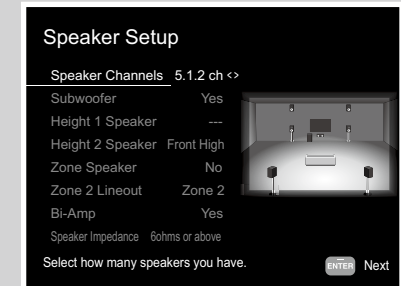 Speaker Setup
Speaker Channels 5.1.2 ch <>
Subwoofer Yes
Height 1 Speaker ---
Height 2 Speaker Front High
Zone Speaker No
Zone 2 Lineout Zone 2
Bi-Amp Yes
Speaker Impedance 6ohms or above
Select how many speakers you have.
ENTER Next